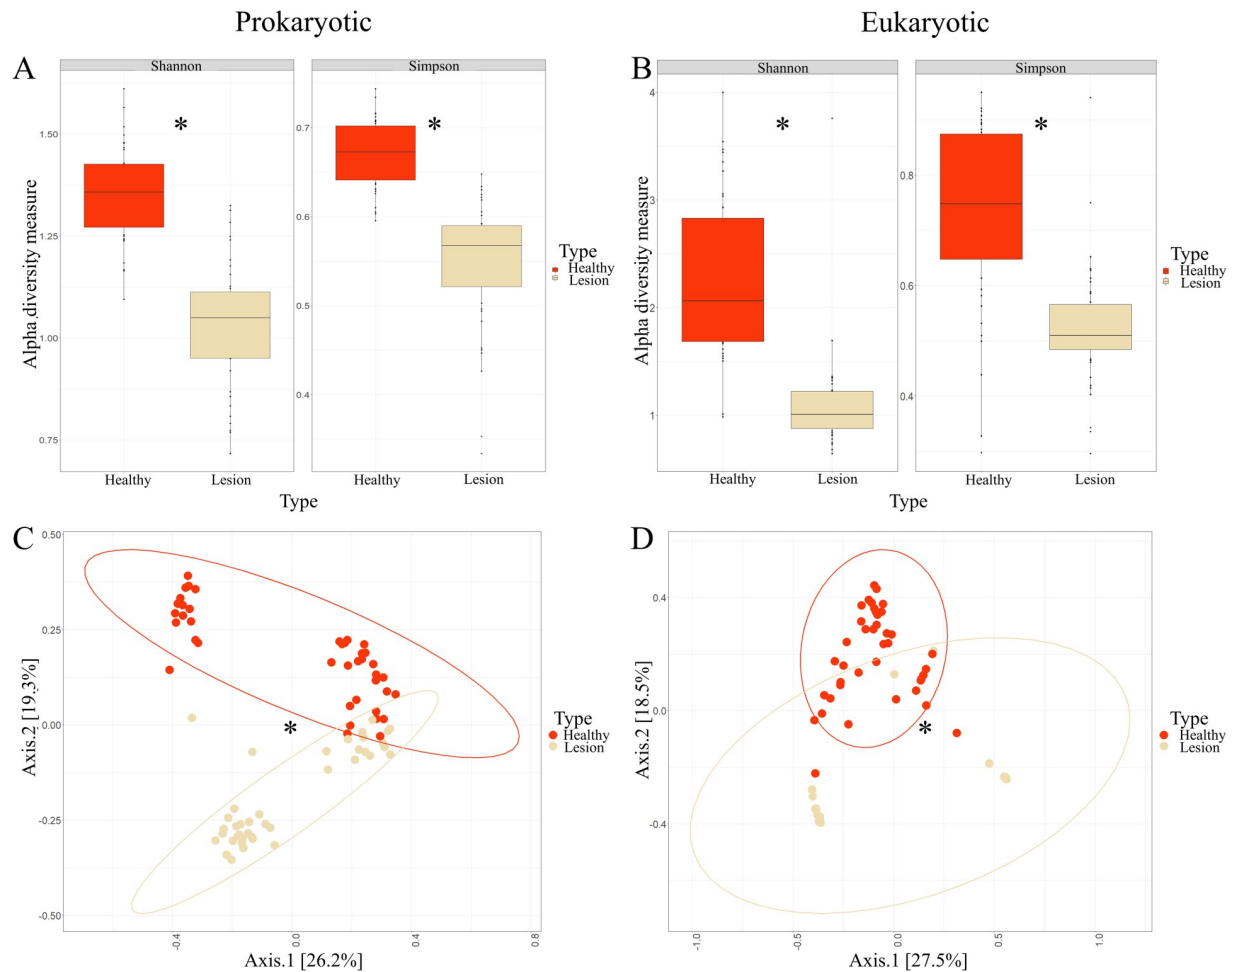 Prokaryotic
Eukaryotic
A
Shannon
Simpson
*
*
Alpha diversity measure
1.50
1.25
1.00
0.75
0.7
0.6
0.5
0.4
Healthy
Lesion
Healthy
Lesion
Type
Type
Healthy
Lesion
B
Shannon
Simpson
*
*
Alpha diversity measure
4
3
2
1
0.8
0.6
0.4
Healthy
Lesion
Healthy
Lesion
Type
Type
Healthy
Lesion
C
0.50
0.25
0.00
-0.25
-0.50
Axis.2 [19.3%]
*
-0.4
0.0
0.4
0.8
Axis.1 [26.2%]
Type
Healthy
Lesion
D
0.4
0.0
-0.4
Axis.2 [18.5%]
*
-1.0
-0.5
0.0
0.5
1.0
Axis.1 [27.5%]
Type
Healthy
Lesion